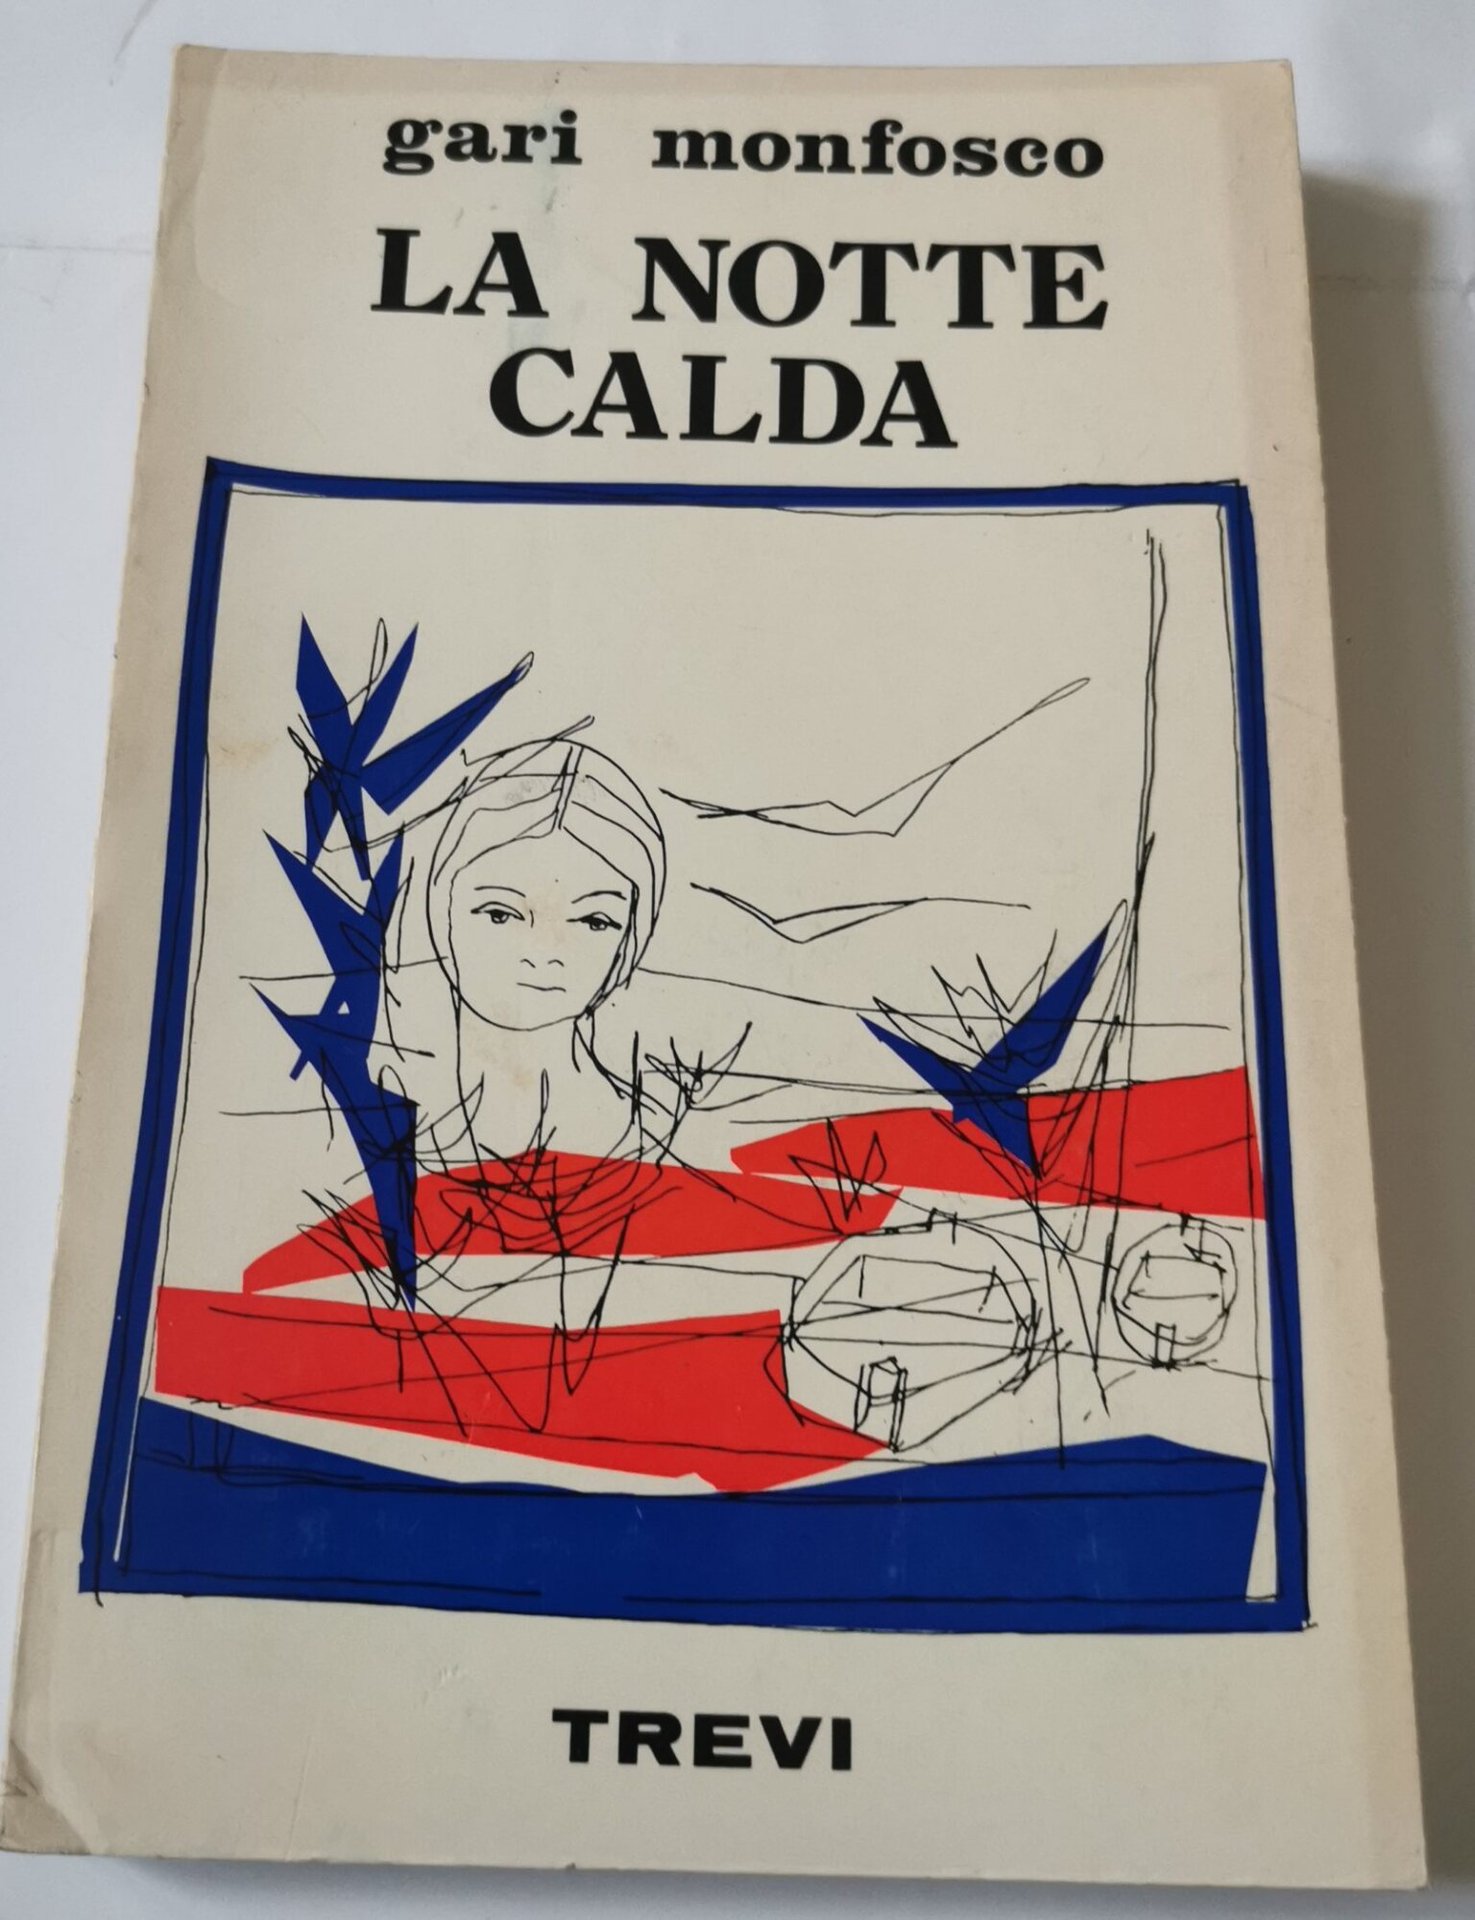 gari monfosco
LA NOTTE
CALDA
TREVI